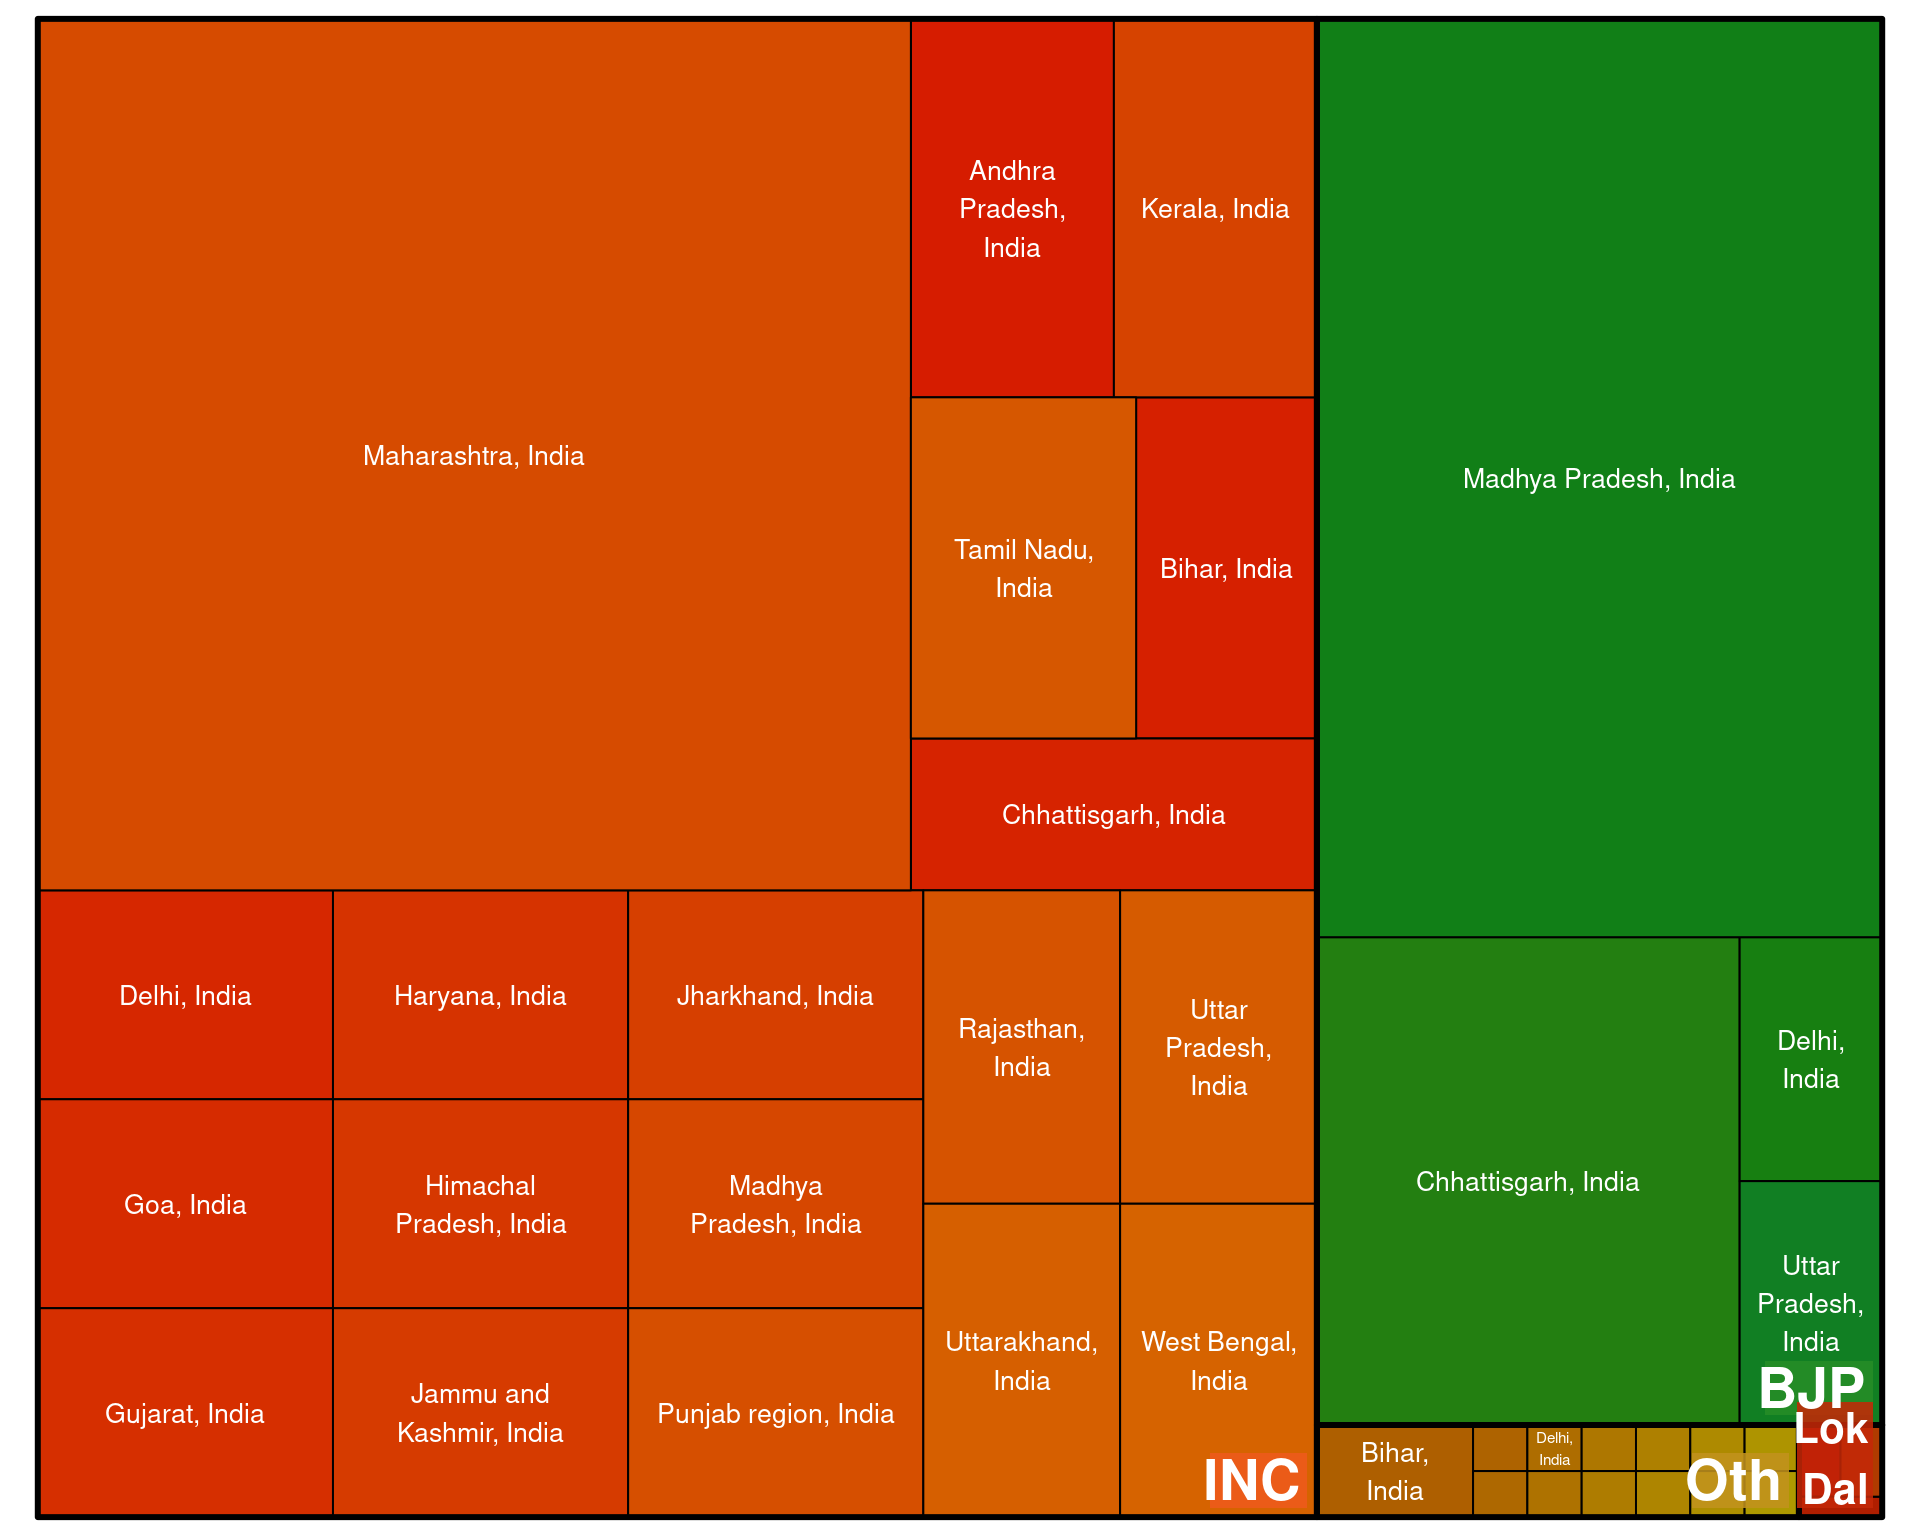 Andhra
Pradesh,
India
Kerala, India
Maharashtra, India
Madhya Pradesh, India
Tamil Nadu,
India
Bihar, India
Chhattisgarh, India
Delhi, India
Haryana, India
Jharkhand, India
Rajasthan,
India
Uttar
Pradesh,
India
Delhi,
India
Goa, India
Himachal
Pradesh, India
Madhya
Pradesh, India
Chhattisgarh, India
Uttar
Pradesh,
India
Gujarat, India
Jammu and
Kashmir, India
Punjab region, India
Uttarakhand,
India
West Bengal,
India
INC
BJP
Bihar,
India
Delhi,
India
Oth
Lok
Dal